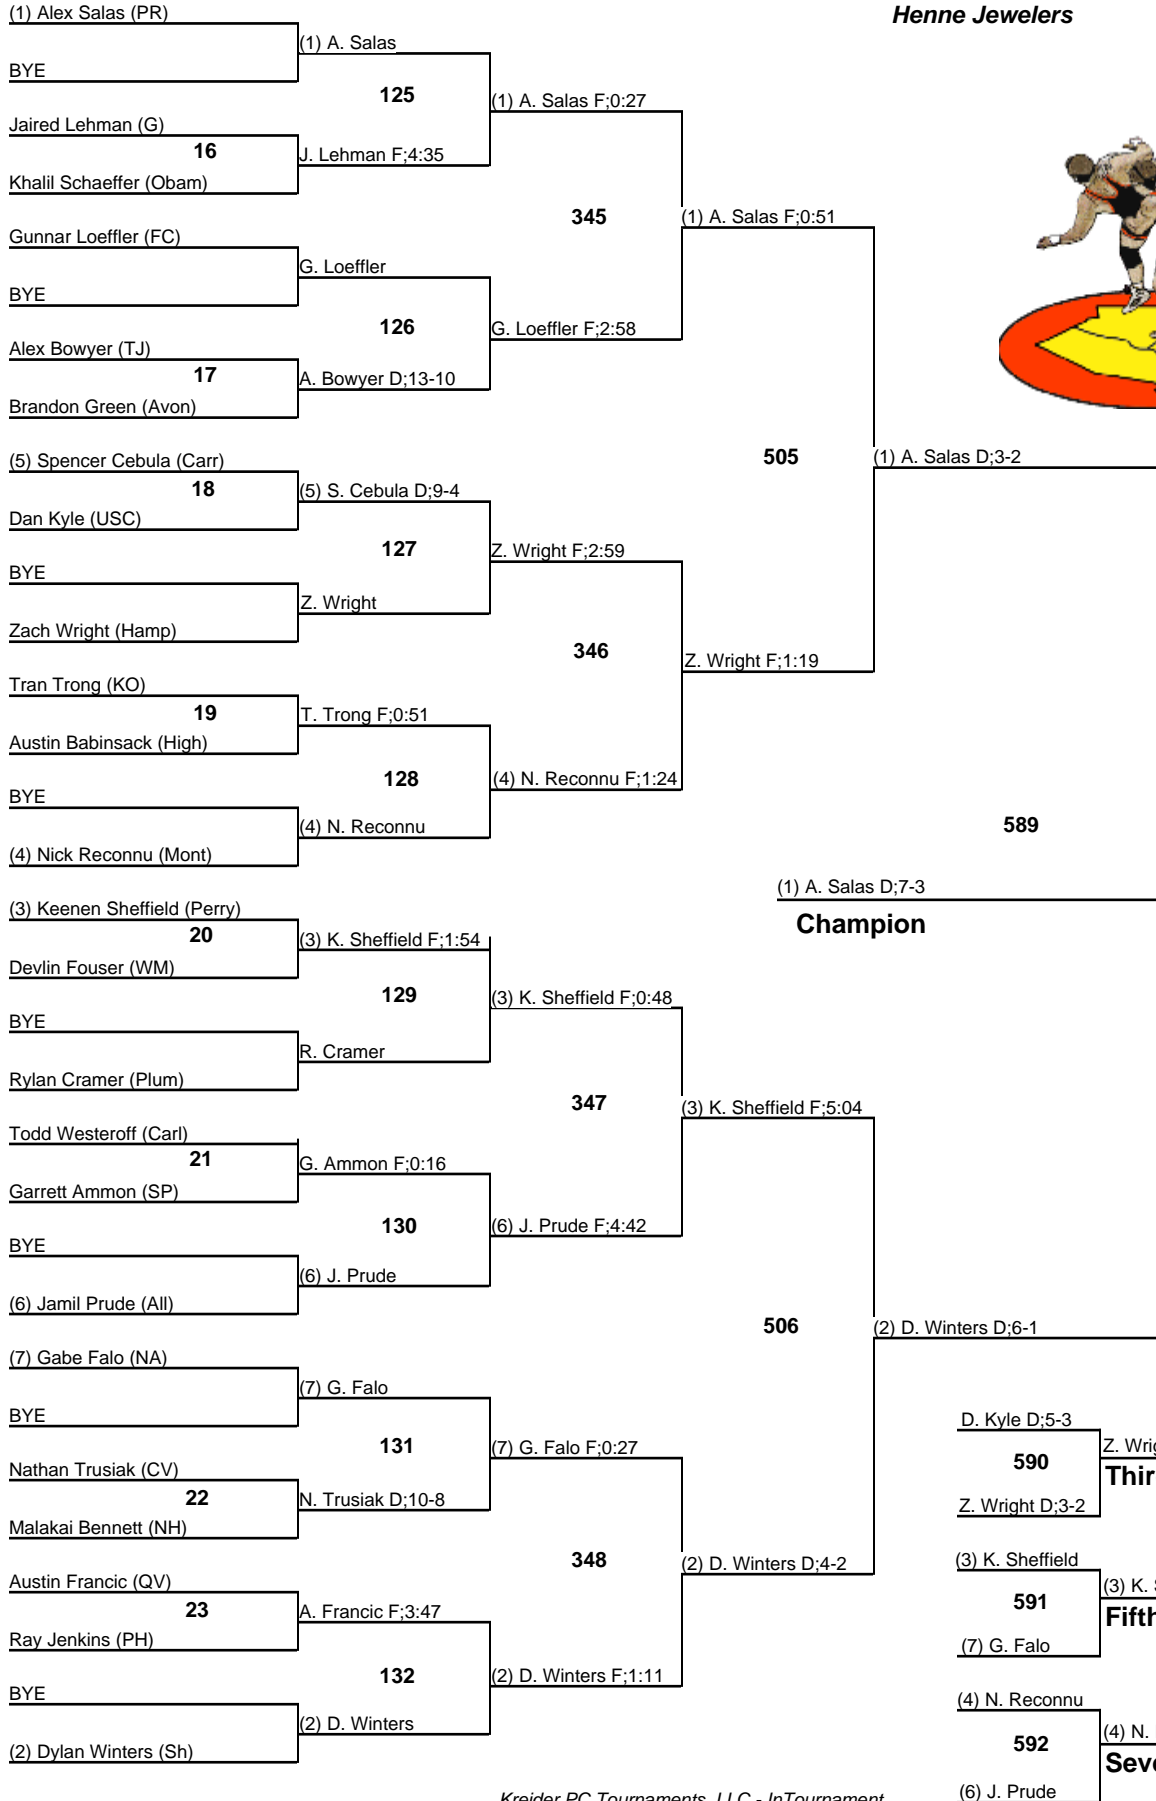 (1) Alex Salas (PR)
Henne Jewelers
(1) A. Salas
BYE
125
(1) A. Salas F;0:27
Jaired Lehman (G)
16
J. Lehman F;4:35
Khalil Schaeffer (Obam)
345
(1) A. Salas F;0:51
Gunnar Loeffler (FC)
G. Loeffler
BYE
126
G. Loeffler F;2:58
Alex Bowyer (TJ)
17
A. Bowyer D;13-10
Brandon Green (Avon)
505
(1) A. Salas D;3-2
(5) Spencer Cebula (Carr)
18
(5) S. Cebula D;9-4
Dan Kyle (USC)
127
Z. Wright F;2:59
BYE
Z. Wright
Zach Wright (Hamp)
346
Z. Wright F;1:19
Tran Trong (KO)
19
T. Trong F;0:51
Austin Babinsack (High)
128
(4) N. Reconnu F;1:24
BYE
(4) N. Reconnu
589
(4) Nick Reconnu (Mont)
(1) A. Salas D;7-3
Champion
(3) Keenen Sheffield (Perry)
20
(3) K. Sheffield F;1:54
Devlin Fouser (WM)
129
(3) K. Sheffield F;0:48
BYE
R. Cramer
Rylan Cramer (Plum)
347
(3) K. Sheffield F;5:04
Todd Westeroff (Carl)
21
G. Ammon F;0:16
Garrett Ammon (SP)
130
(6) J. Prude F;4:42
BYE
(6) J. Prude
(6) Jamil Prude (All)
506
(2) D. Winters D;6-1
(7) Gabe Falo (NA)
(7) G. Falo
BYE
131
(7) G. Falo F;0:27
Nathan Trusiak (CV)
22
N. Trusiak D;10-8
Malakai Bennett (NH)
348
(2) D. Winters D;4-2
Austin Francic (QV)
23
A. Francic F;3:47
Ray Jenkins (PH)
132
(2) D. Winters F;1:11
BYE
(2) D. Winters
(2) Dylan Winters (Sh)
D. Kyle D;5-3
590
Z.
Z. Wright D;3-2
(3) K. Sheffield
591
(3) K.
(7) G. Falo
(4) N. Reconnu
592
(4) N.
(6) J. Prude
Kreider PC Tournaments, LLC - InTournament